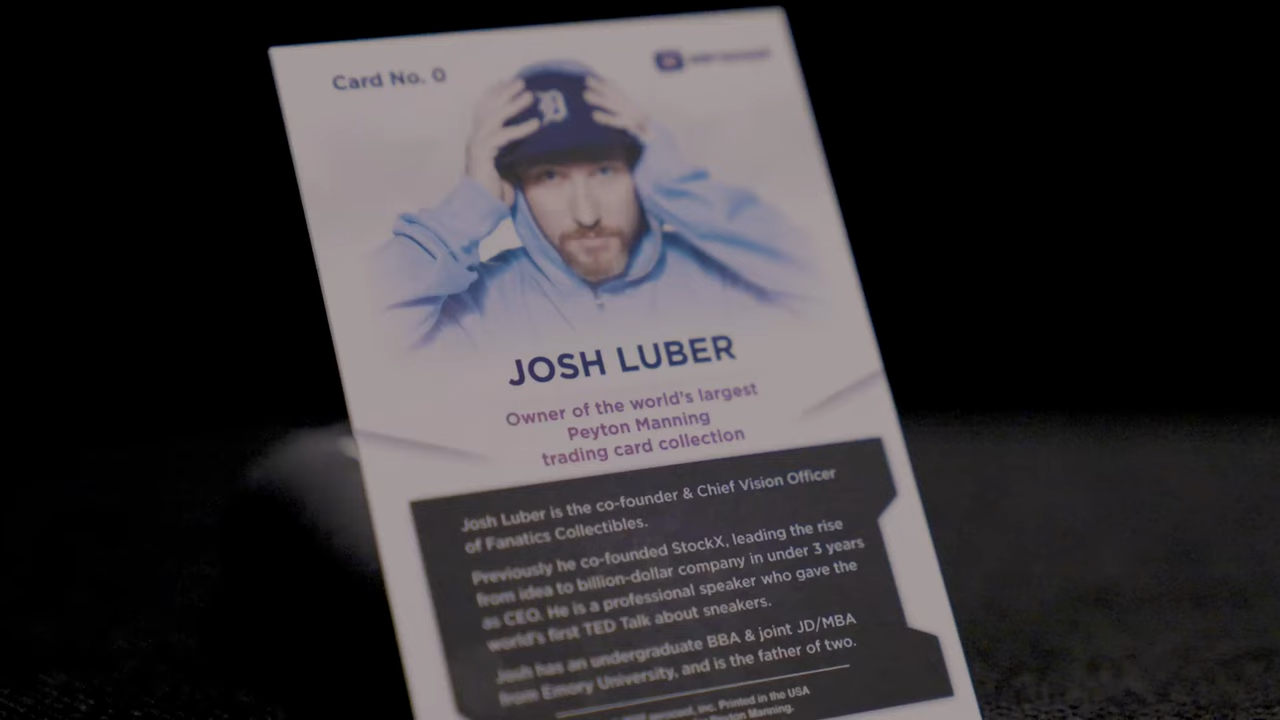 Card No. 0
D
JOSH LUBER
Owner of the world's largest
Peyton Manning
trading card collection
Josh Luber is the co-founder & Chief Vision Officer
of Fanatics Collectibles.
Previously he co-founded StockX, leading the rise
from idea to billion-dollar company in under 3 years
as CEO. He is a professional speaker who gave the
world's first TED Talk about sneakers.
Josh has an undergraduate BBA & joint JD/MBA
from Emory University, and is the father of two.
inc. Printed in the USA
Peyton Manning.